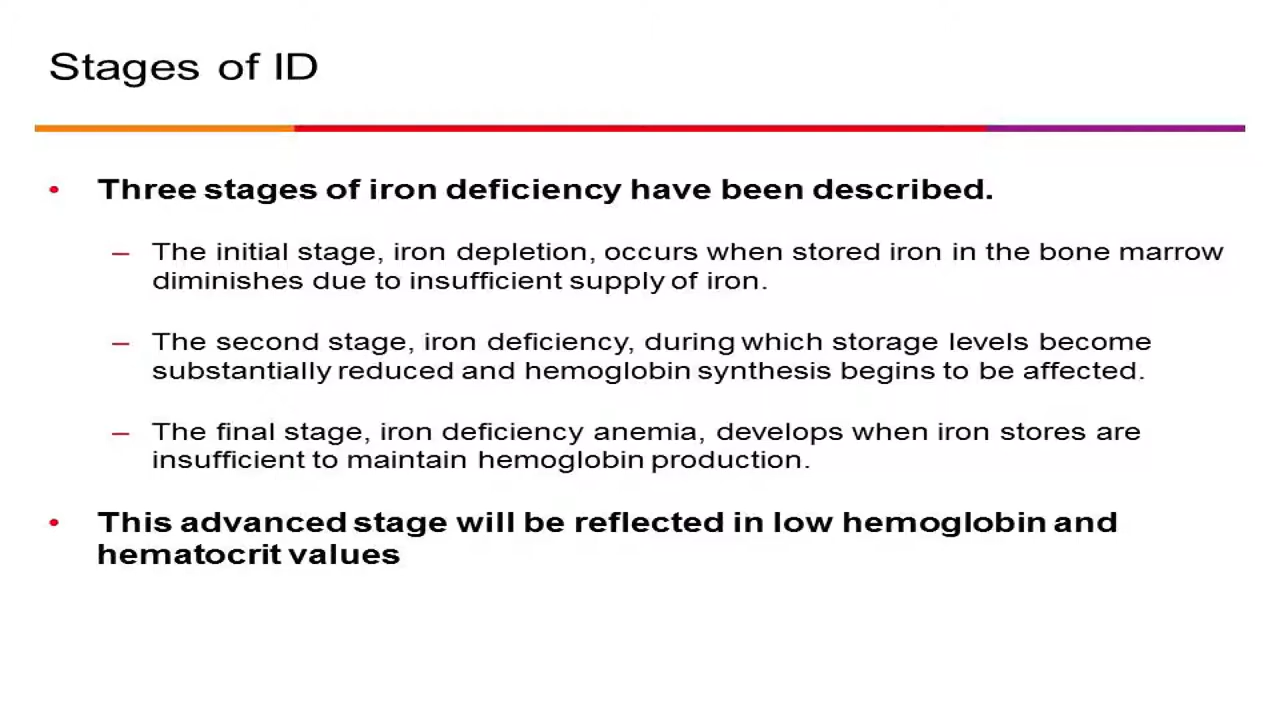 Stages of ID
• Three stages of iron deficiency have been described.
– The initial stage, iron depletion, occurs when stored iron in the bone marrow
diminishes due to insufficient supply of iron.
– The second stage, iron deficiency, during which storage levels become
substantially reduced and hemoglobin synthesis begins to be affected.
– The final stage, iron deficiency anemia, develops when iron stores are
insufficient to maintain hemoglobin production.
• This advanced stage will be reflected in low hemoglobin and
hematocrit values